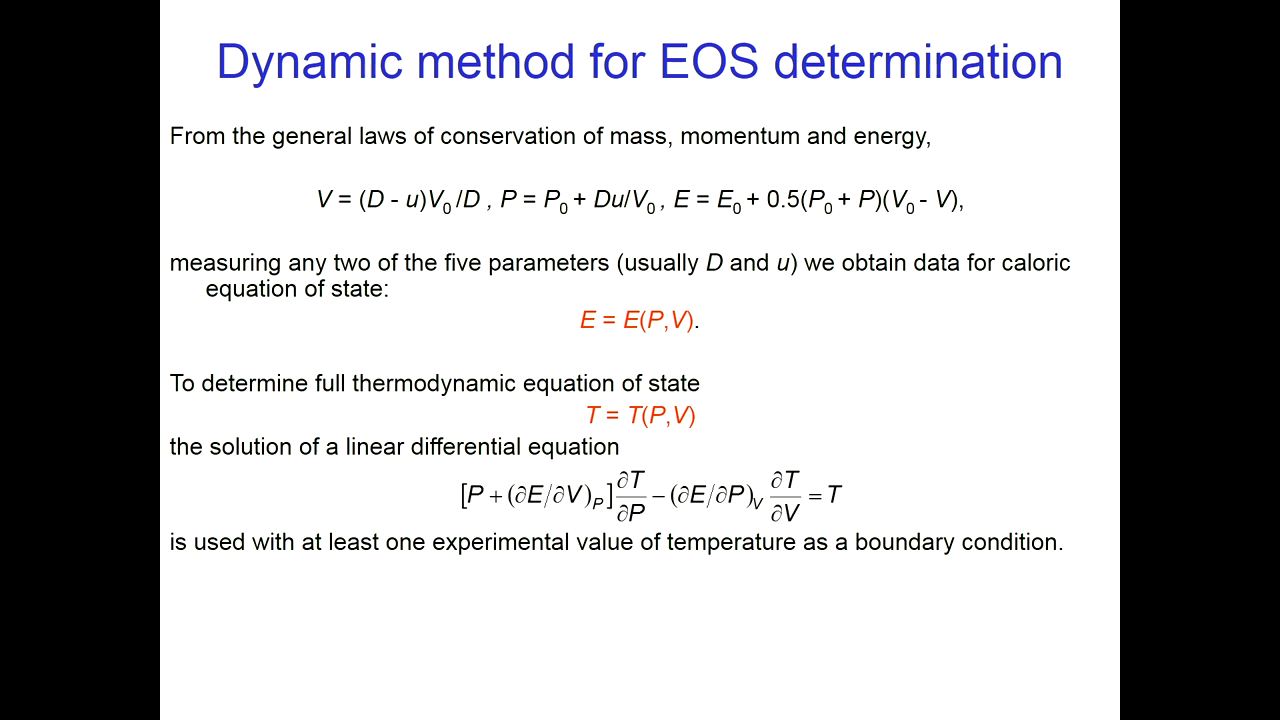 Dynamic method for EOS determination
From the general laws of conservation of mass, momentum and energy,
V = (D - u)V₀ /D , P = P₀ + Du/V₀ , E = E₀ + 0.5(P₀ + P)(V₀ - V),
measuring any two of the five parameters (usually D and u) we obtain data for caloric
equation of state:
E = E(P,V).
To determine full thermodynamic equation of state
T = T(P,V)
the solution of a linear differential equation
[P + (∂E/∂V)_P] ∂T/∂P − (∂E/∂P)_V ∂T/∂V = T
is used with at least one experimental value of temperature as a boundary condition.